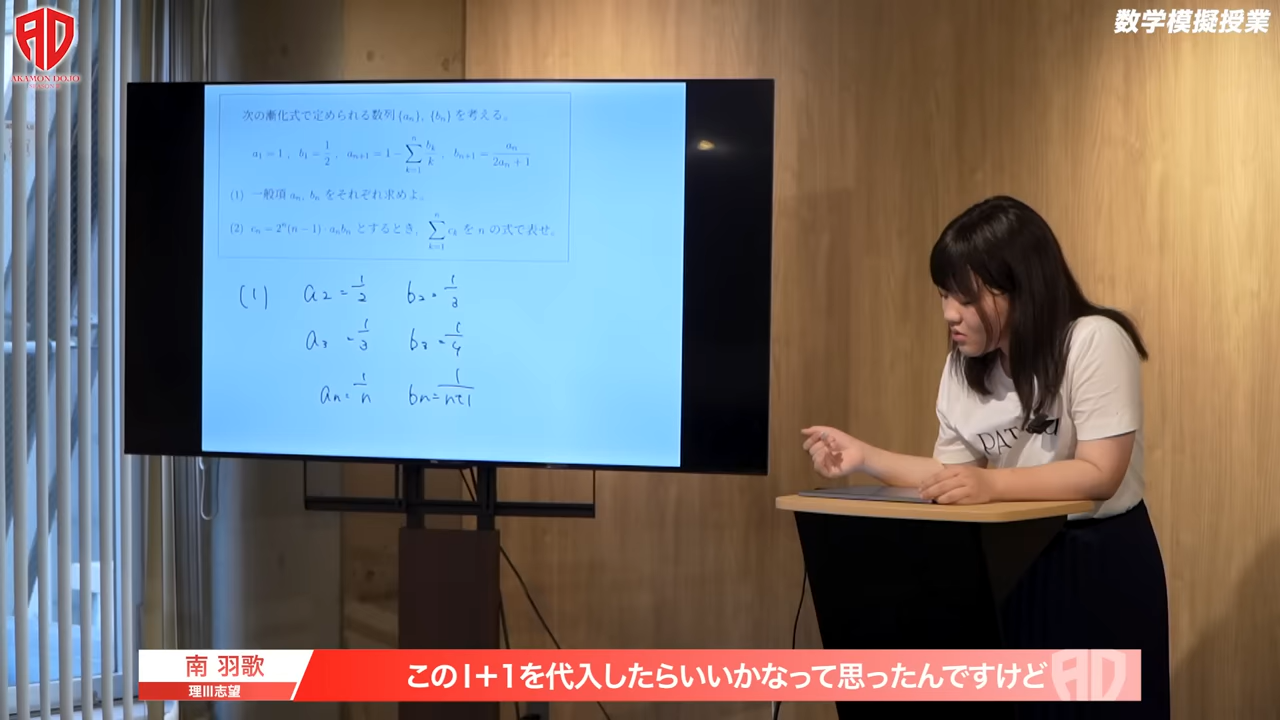 AKAMON DOJO
数学模擬授業
次の漸化式で定められる数列 {aₙ}, {bₙ} を考える。
a₁ = 1 , b₁ = 1/2 , aₙ₊₁ = 1 − Σ_{k=1}^{n} bₖ/k , bₙ₊₁ = aₙ/(2aₙ + 1)
(1) 一般項 aₙ, bₙ をそれぞれ求めよ。
(2) cₙ = 2ⁿ(n − 1)・aₙbₙ とするとき, Σ_{k=1}^{n} cₖ を n の式で表せ。
(1) a₂ = 1/2 b₂ = 1/3
a₃ = 1/3 b₃ = 1/4
aₙ = 1/n bₙ = 1/(n+1)
南 羽歌
理III志望
このl+1を代入したらいいかなって思ったんですけど